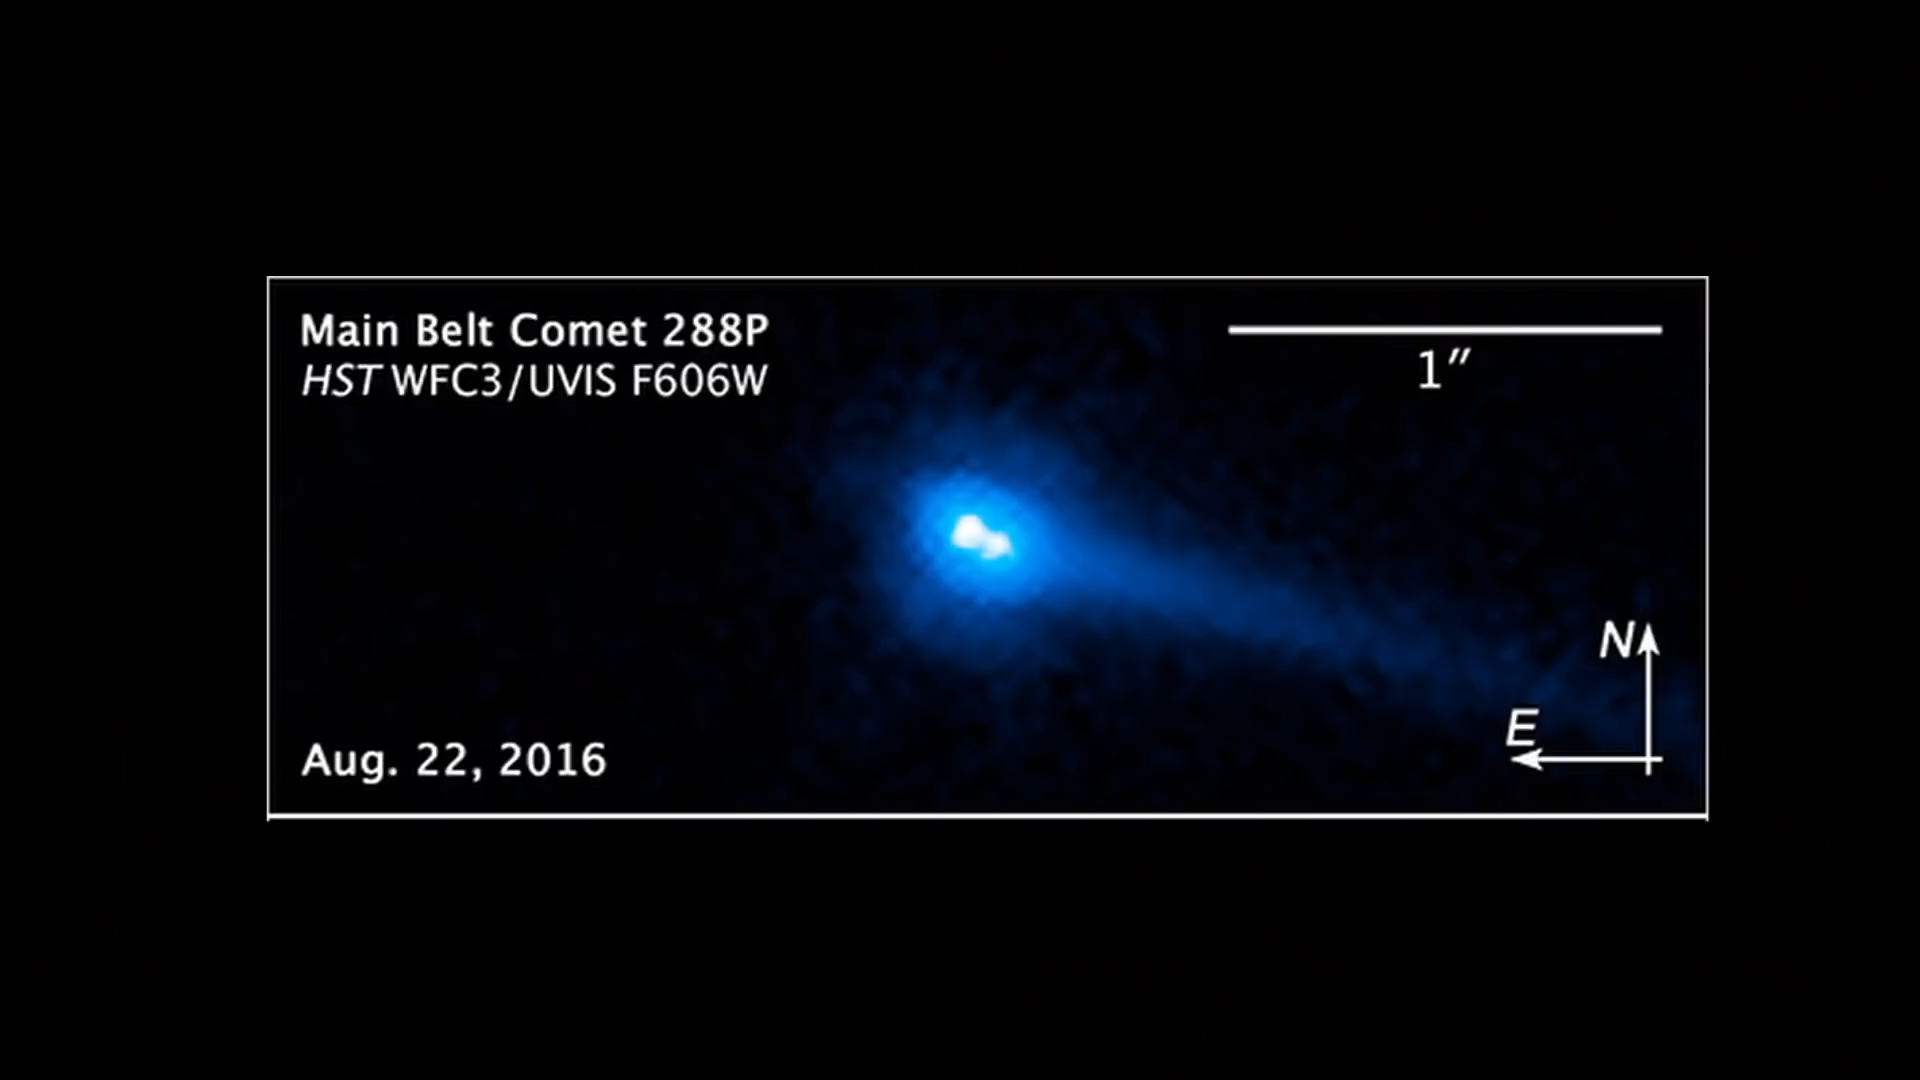 Main Belt Comet 288P
HST WFC3/UVIS F606W
1″
N
E
Aug. 22, 2016